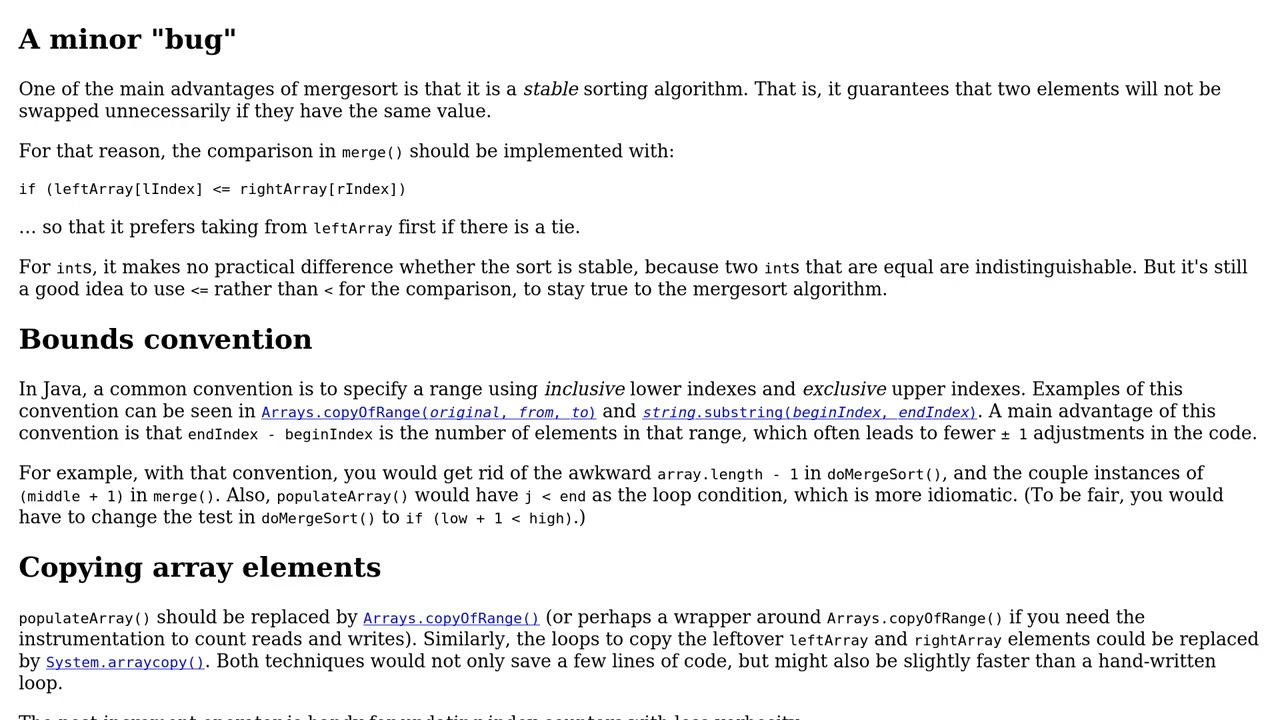 A minor "bug"
One of the main advantages of mergesort is that it is a stable sorting algorithm. That is, it guarantees that two elements will not be
swapped unnecessarily if they have the same value.
For that reason, the comparison in merge() should be implemented with:
if (leftArray[lIndex] <= rightArray[rIndex])
… so that it prefers taking from leftArray first if there is a tie.
For ints, it makes no practical difference whether the sort is stable, because two ints that are equal are indistinguishable. But it's still
a good idea to use <= rather than < for the comparison, to stay true to the mergesort algorithm.
Bounds convention
In Java, a common convention is to specify a range using inclusive lower indexes and exclusive upper indexes. Examples of this
convention can be seen in Arrays.copyOfRange(original, from, to) and string.substring(beginIndex, endIndex). A main advantage of this
convention is that endIndex - beginIndex is the number of elements in that range, which often leads to fewer ± 1 adjustments in the code.
For example, with that convention, you would get rid of the awkward array.length - 1 in doMergeSort(), and the couple instances of
(middle + 1) in merge(). Also, populateArray() would have j < end as the loop condition, which is more idiomatic. (To be fair, you would
have to change the test in doMergeSort() to if (low + 1 < high).)
Copying array elements
populateArray() should be replaced by Arrays.copyOfRange() (or perhaps a wrapper around Arrays.copyOfRange() if you need the
instrumentation to count reads and writes). Similarly, the loops to copy the leftover leftArray and rightArray elements could be replaced
by System.arraycopy(). Both techniques would not only save a few lines of code, but might also be slightly faster than a hand-written
loop.
The post-increment operator is handy for updating index counters with less verbosity.